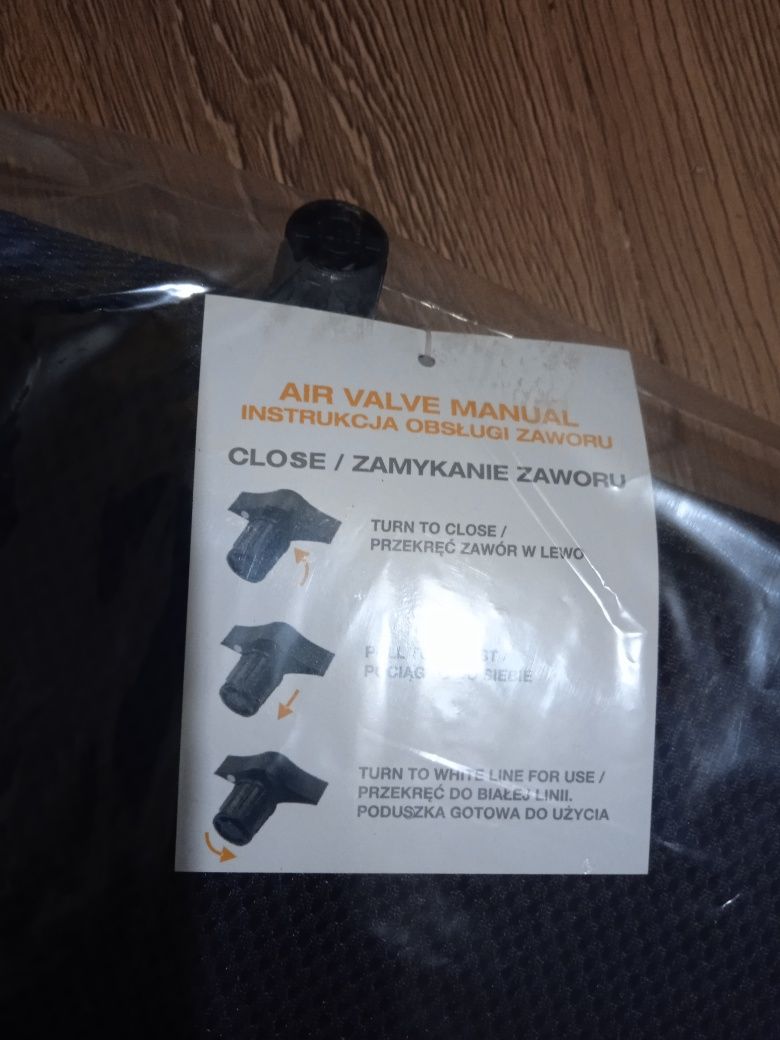 AIR VALVE MANUAL
INSTRUKCJA OBSŁUGI ZAWORU
CLOSE / ZAMYKANIE ZAWORU
TURN TO CLOSE /
PRZEKRĘĆ ZAWÓR W LEWO
SIEBIE
TURN TO WHITE LINE FOR USE /
PRZEKRĘĆ DO BIAŁEJ LINII.
PODUSZKA GOTOWA DO UŻYCIA